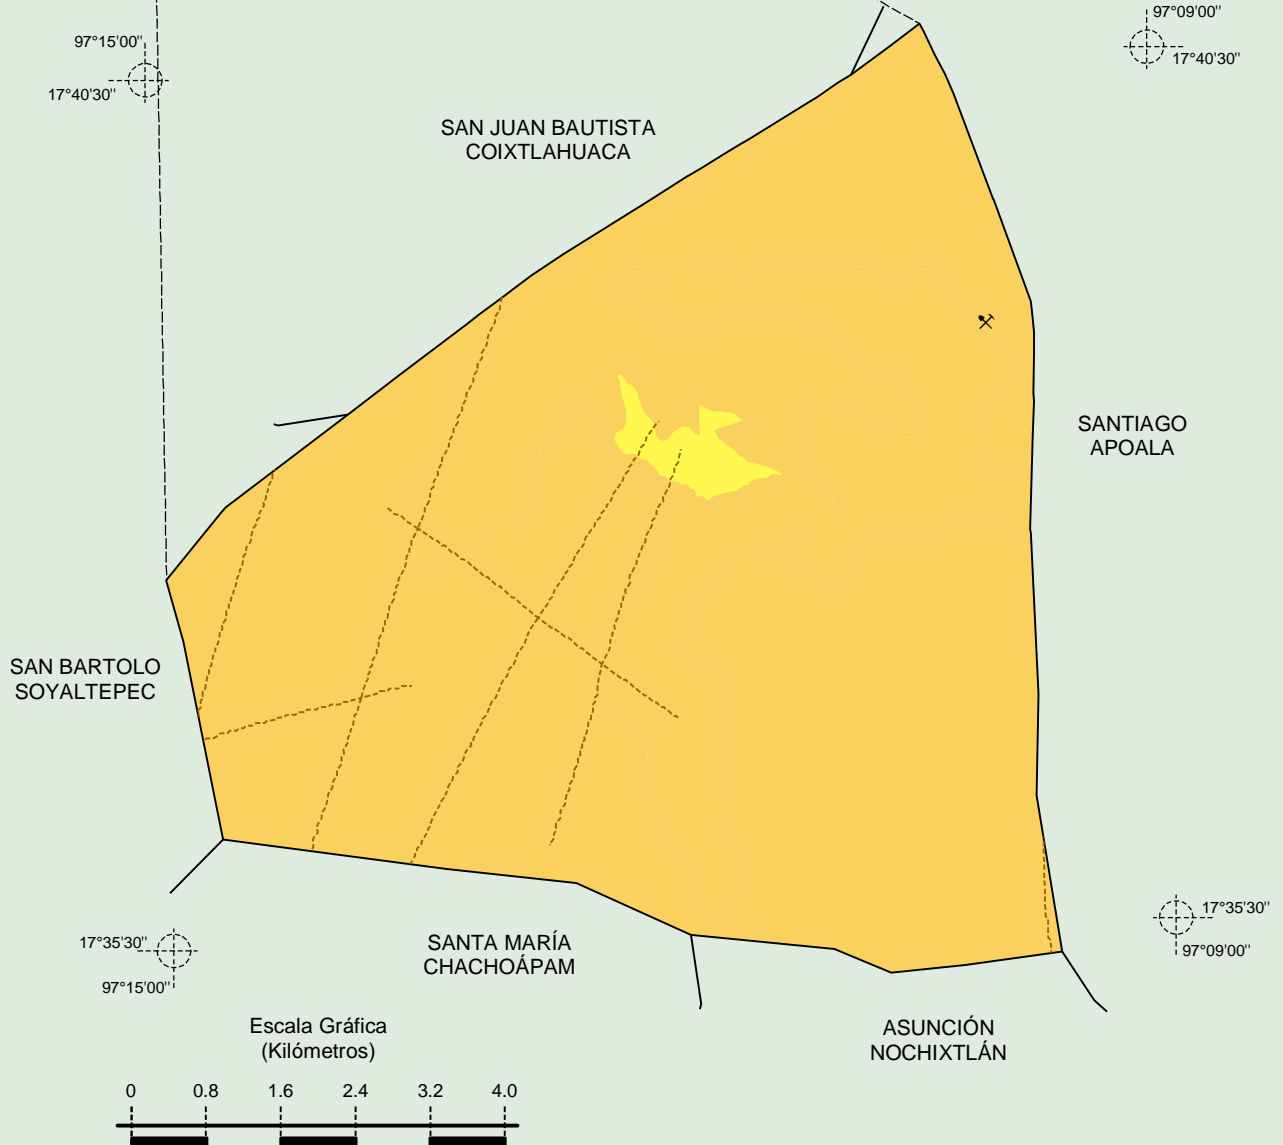 97°15'00"
17°40'30"
97°09'00"
17°40'30"
SAN JUAN BAUTISTA
COIXTLAHUACA
SANTIAGO
APOALA
SAN BARTOLO
SOYALTEPEC
17°35'30"
97°15'00"
SANTA MARÍA
CHACHOÁPAM
17°35'30"
97°09'00"
ASUNCIÓN
NOCHIXTLÁN
Escala Gráfica
(Kilómetros)
0 0.8 1.6 2.4 3.2 4.0